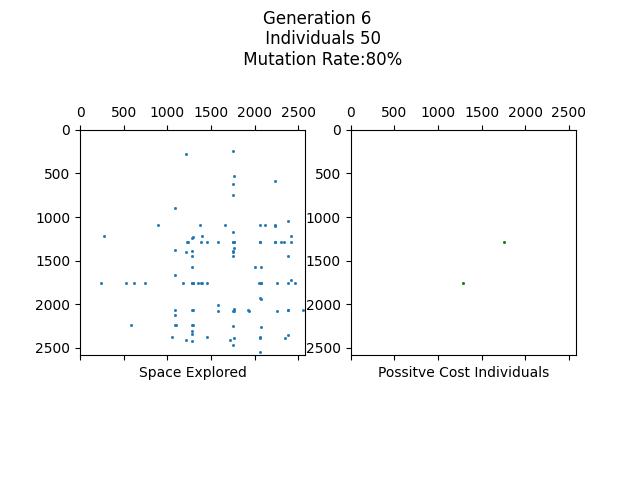 Generation 6
Individuals 50
Mutation Rate:80%
0 500 1000 1500 2000 2500
0 500 1000 1500 2000 2500
0
500
1000
1500
2000
2500
0
500
1000
1500
2000
2500
Space Explored
Possitve Cost Individuals